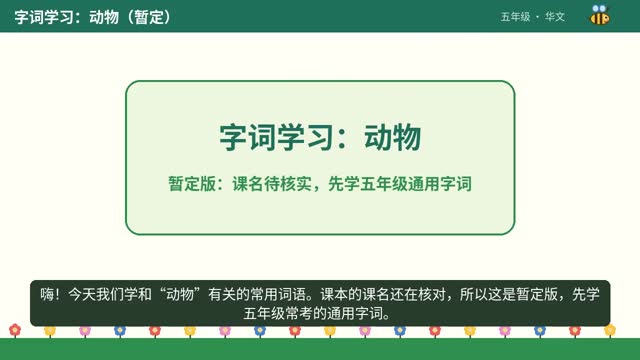 字词学习：动物（暂定）
五年级 · 华文
字词学习：动物
暂定版：课名待核实，先学五年级通用字词
嗨！今天我们学和“动物”有关的常用词语。课本的课名还在核对，所以这是暂定版，先学
五年级常考的通用字词。